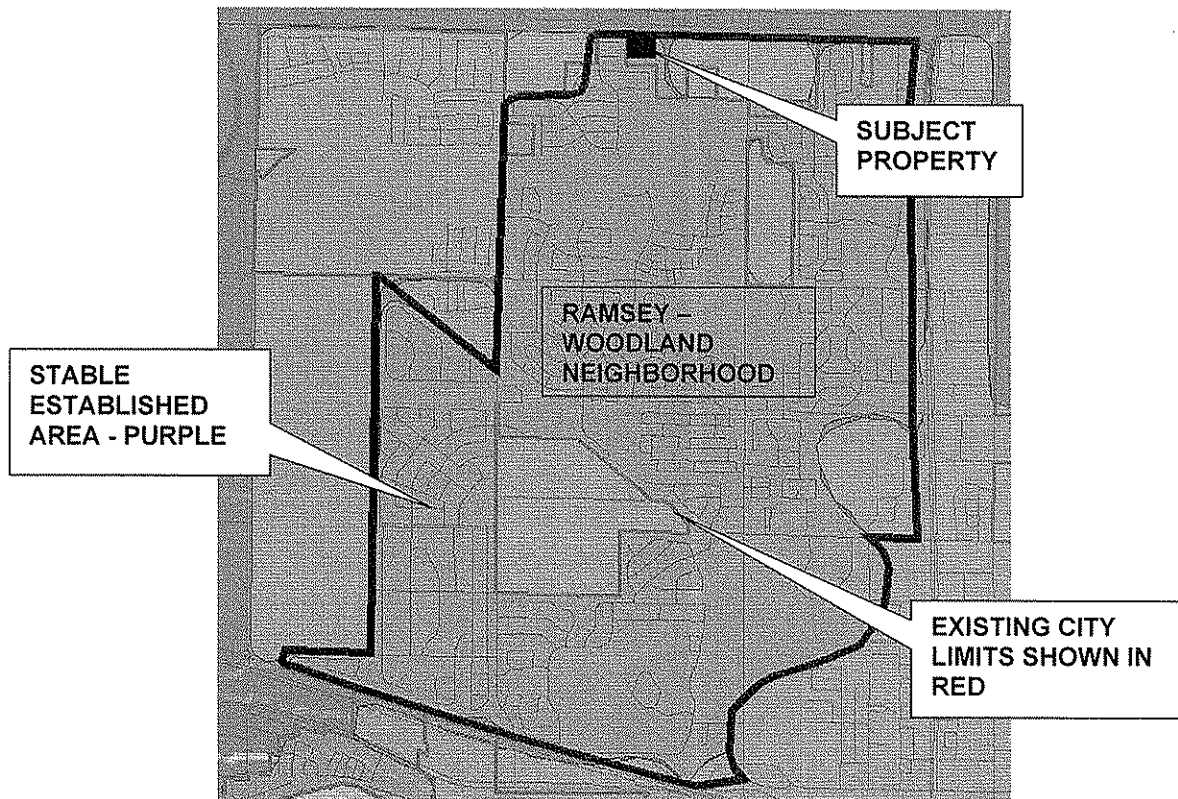 SUBJECT
PROPERTY
RAMSEY –
WOODLAND
NEIGHBORHOOD
STABLE
ESTABLISHED
AREA - PURPLE
EXISTING CITY
LIMITS SHOWN IN
RED